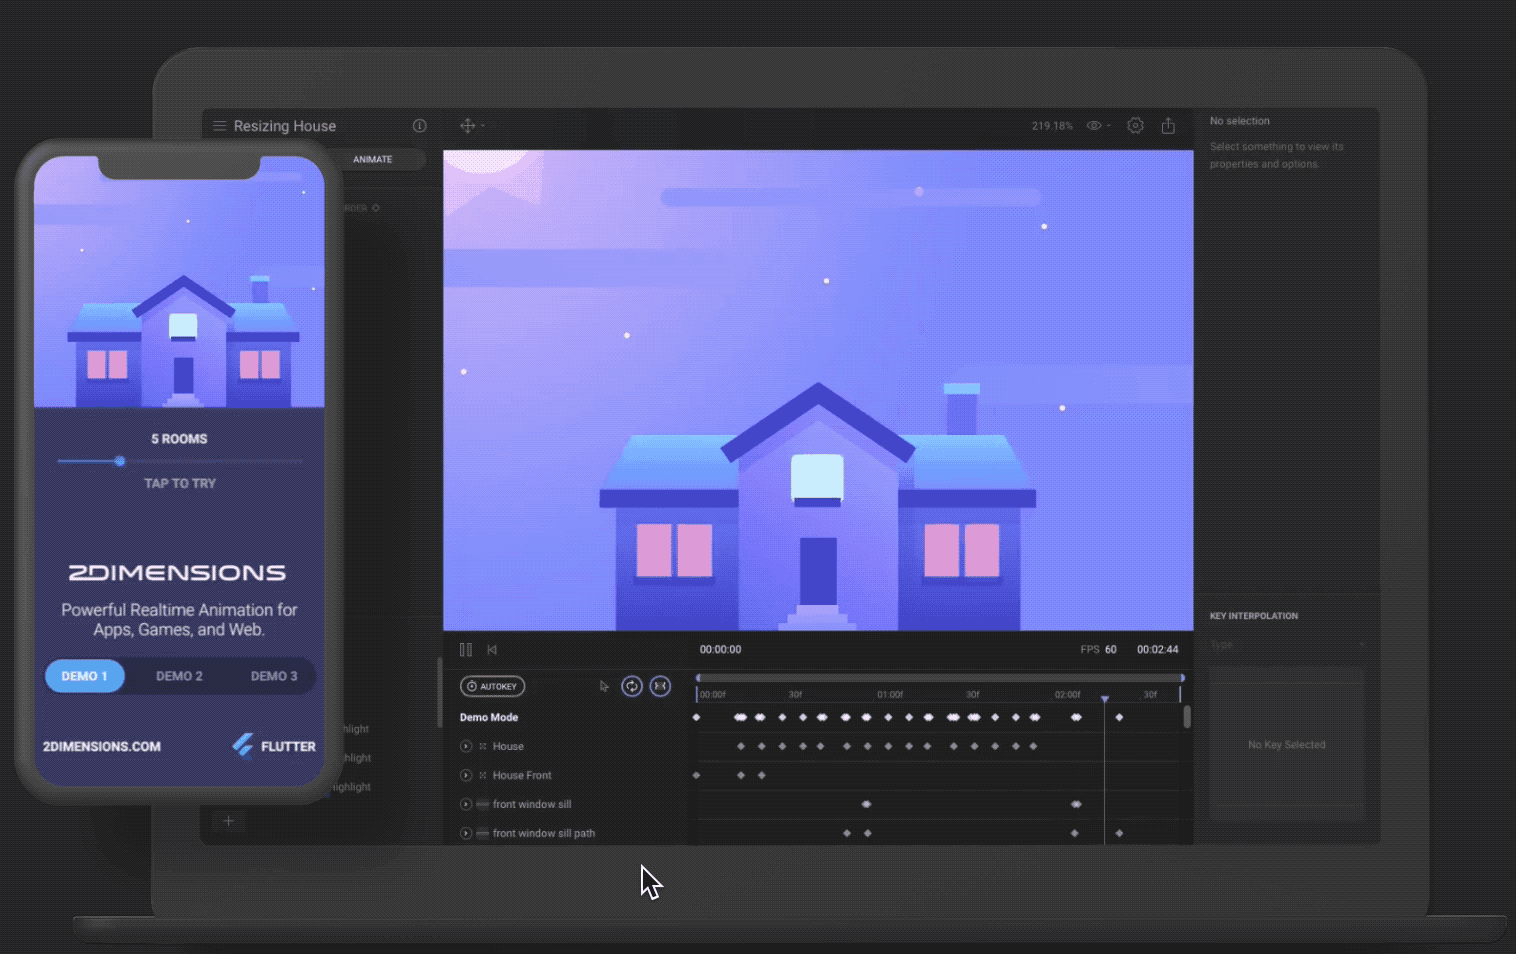 Resizing House
219.18%
No selection
Select something to view its
properties and options.
ANIMATE
RDER
5 ROOMS
TAP TO TRY
2DIMENSIONS
Powerful Realtime Animation for
Apps, Games, and Web.
DEMO 1 DEMO 2 DEMO 3
2DIMENSIONS.COM FLUTTER
hlight
hlight
ighlight
+
00:00:00 FPS 60 00:02:44
AUTOKEY
00:00f 30f 01:00f 30f 02:00f 30f
Demo Mode
House
House Front
front window sill
front window sill path
KEY INTERPOLATION
Type
No Key Selected